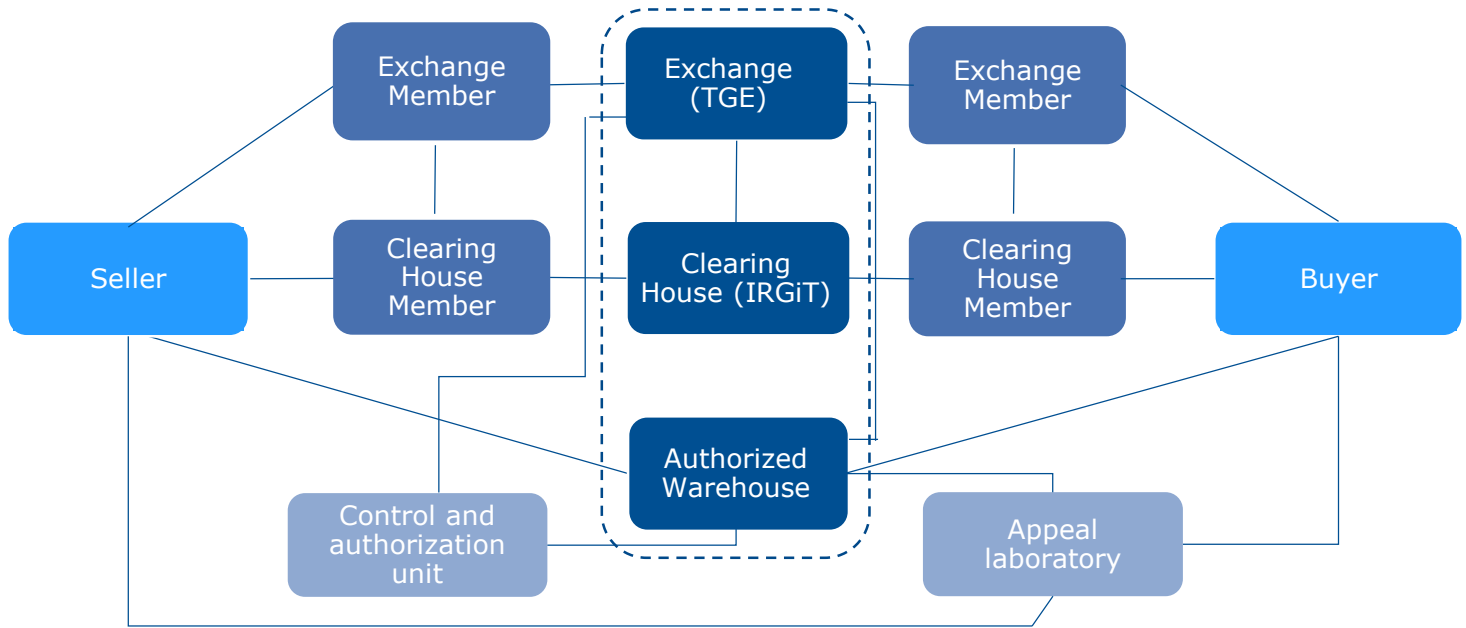 Exchange
Member
Exchange
(TGE)
Exchange
Member
Seller
Clearing
House
Member
Clearing
House (IRGiT)
Clearing
House
Member
Buyer
Authorized
Warehouse
Control and
authorization
unit
Appeal
laboratory